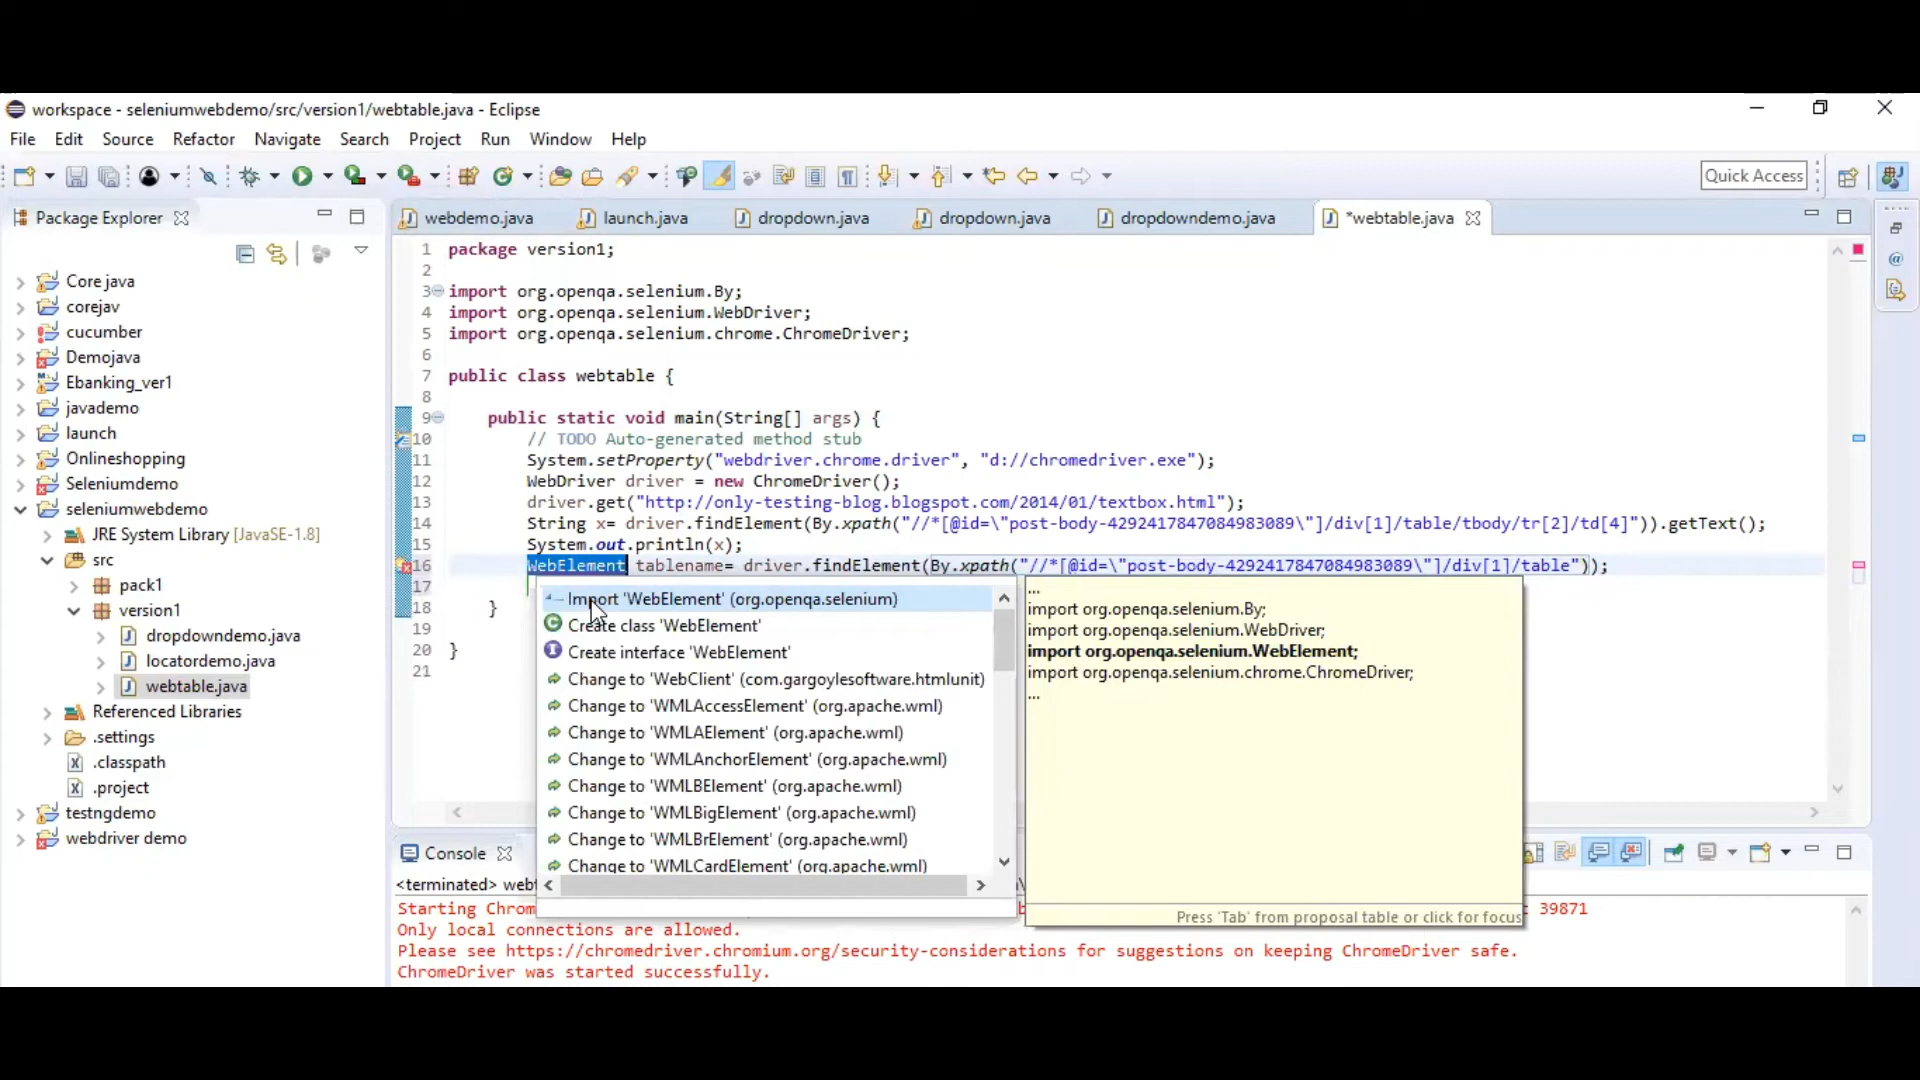 workspace - seleniumwebdemo/src/version1/webtable.java - Eclipse
File Edit Source Refactor Navigate Search Project Run Window Help
Quick Access
Package Explorer
webdemo.java launch.java dropdown.java dropdown.java dropdowndemo.java *webtable.java
Core java
corejav
cucumber
Demojava
Ebanking_ver1
javademo
launch
Onlineshopping
Seleniumdemo
seleniumwebdemo
JRE System Library [JavaSE-1.8]
src
pack1
version1
dropdowndemo.java
locatordemo.java
webtable.java
Referenced Libraries
.settings
.classpath
.project
testngdemo
webdriver demo
1 package version1;
2
3 import org.openqa.selenium.By;
4 import org.openqa.selenium.WebDriver;
5 import org.openqa.selenium.chrome.ChromeDriver;
6
7 public class webtable {
8
9 public static void main(String[] args) {
10 // TODO Auto-generated method stub
11 System.setProperty("webdriver.chrome.driver", "d://chromedriver.exe");
12 WebDriver driver = new ChromeDriver();
13 driver.get("http://only-testing-blog.blogspot.com/2014/01/textbox.html");
14 String x= driver.findElement(By.xpath("//*[@id=\"post-body-4292417847084983089\"]/div[1]/table/tbody/tr[2]/td[4]")).getText();
15 System.out.println(x);
16 WebElement tablename= driver.findElement(By.xpath("//*[@id=\"post-body-4292417847084983089\"]/div[1]/table"));
17
18 }
19
20 }
21
Import 'WebElement' (org.openqa.selenium)
Create class 'WebElement'
Create interface 'WebElement'
Change to 'WebClient' (com.gargoylesoftware.htmlunit)
Change to 'WMLAccessElement' (org.apache.wml)
Change to 'WMLAElement' (org.apache.wml)
Change to 'WMLAnchorElement' (org.apache.wml)
Change to 'WMLBElement' (org.apache.wml)
Change to 'WMLBigElement' (org.apache.wml)
Change to 'WMLBrElement' (org.apache.wml)
Change to 'WMLCardElement' (org.apache.wml)
...
import org.openqa.selenium.By;
import org.openqa.selenium.WebDriver;
import org.openqa.selenium.WebElement;
import org.openqa.selenium.chrome.ChromeDriver;
...
Press 'Tab' from proposal table or click for focus
Console
<terminated>
Starting 39871
Only local connections are allowed.
Please see https://chromedriver.chromium.org/security-considerations for suggestions on keeping ChromeDriver safe.
ChromeDriver was started successfully.